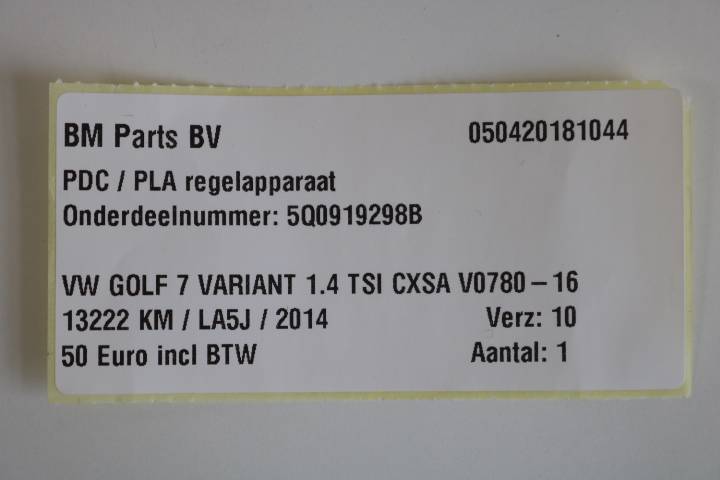 BM Parts BV 050420181044
PDC / PLA regelapparaat
Onderdeelnummer: 5Q0919298B
VW GOLF 7 VARIANT 1.4 TSI CXSA V0780 – 16
13222 KM / LA5J / 2014 Verz: 10
50 Euro incl BTW Aantal: 1